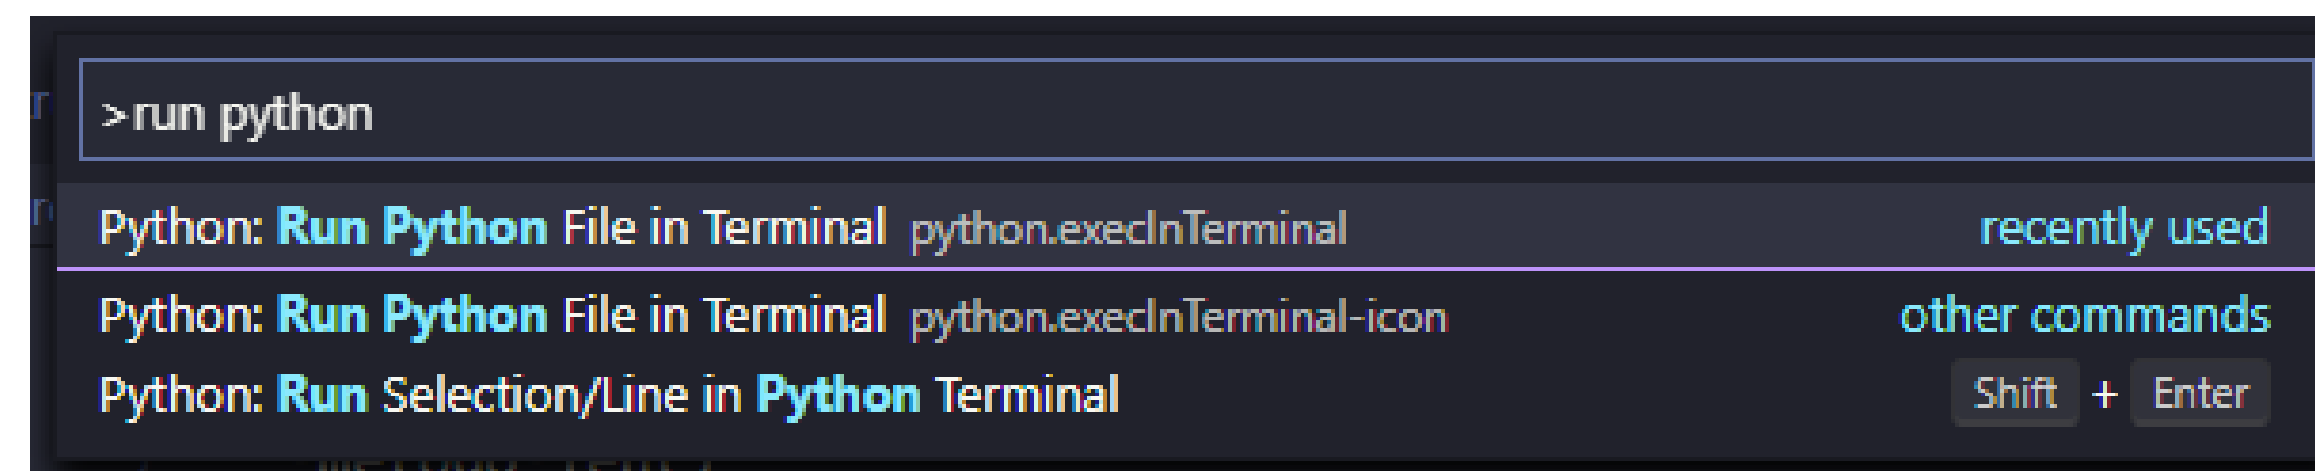 >run python
Python: Run Python File in Terminal python.execInTerminal recently used
Python: Run Python File in Terminal python.execInTerminal-icon other commands
Python: Run Selection/Line in Python Terminal Shift + Enter